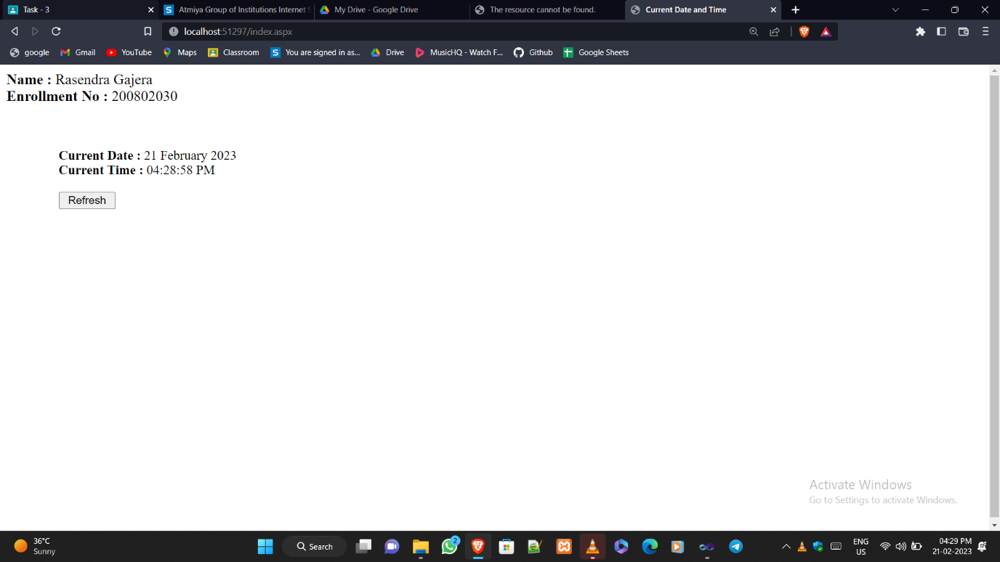 Task - 3
Atmiya Group of Institutions Internet S
My Drive - Google Drive
The resource cannot be found.
Current Date and Time
localhost:51297/index.aspx
google
Gmail
YouTube
Maps
Classroom
You are signed in as...
Drive
MusicHQ - Watch F...
Github
Google Sheets
Name : Rasendra Gajera
Enrollment No : 200802030
Current Date : 21 February 2023
Current Time : 04:28:58 PM
Refresh
Activate Windows
Go to Settings to activate Windows.
36°C
Sunny
Search
2
ENG
US
04:29 PM
21-02-2023